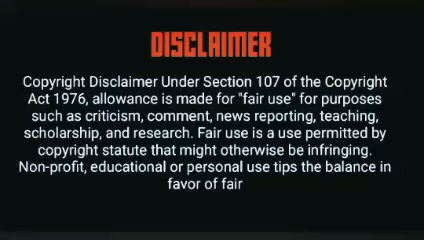 DISCLAIMER
Copyright Disclaimer Under Section 107 of the Copyright
Act 1976, allowance is made for "fair use" for purposes
such as criticism, comment, news reporting, teaching,
scholarship, and research. Fair use is a use permitted by
copyright statute that might otherwise be infringing.
Non-profit, educational or personal use tips the balance in
favor of fair